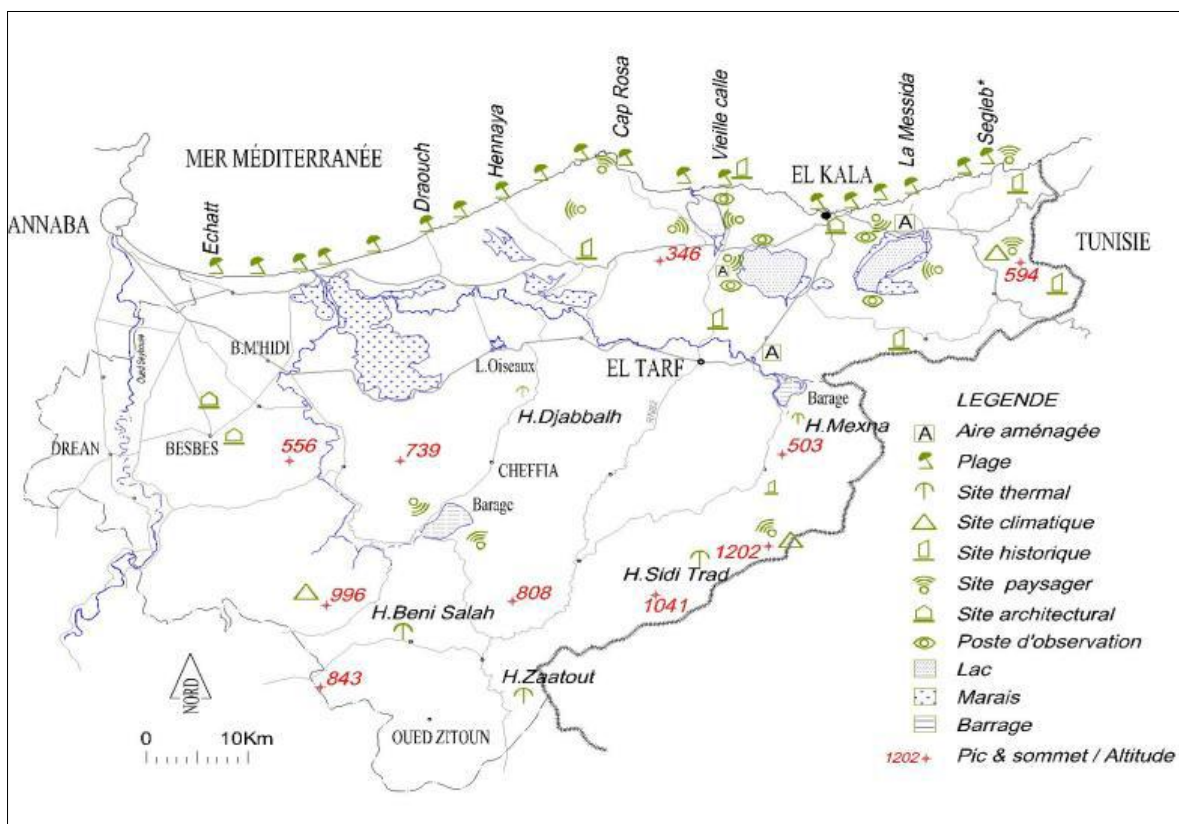 Cap Rosa
Vieille calle
La Messida
Segleb*
MER MÉDITERRANÉE
Hennaya
Draouch
EL KALA
ANNABA
Echatt
TUNISIE
346
A
A
594
Oued Seybouse
B.M'HIDI
L.Oiseaux
EL TARF
A
H.Djabbalh
Barage
H.Mexna
RN82
DREAN
BESBES
556
739
CHEFFIA
503
Barage
1202
H.Sidi Trad
996
808
1041
H.Beni Salah
843
H.Zaatout
NORD
OUED ZITOUN
0 10Km
LEGENDE
A Aire aménagée
Plage
Site thermal
Site climatique
Site historique
Site paysager
Site architectural
Poste d'observation
Lac
Marais
Barrage
1202 Pic & sommet / Altitude